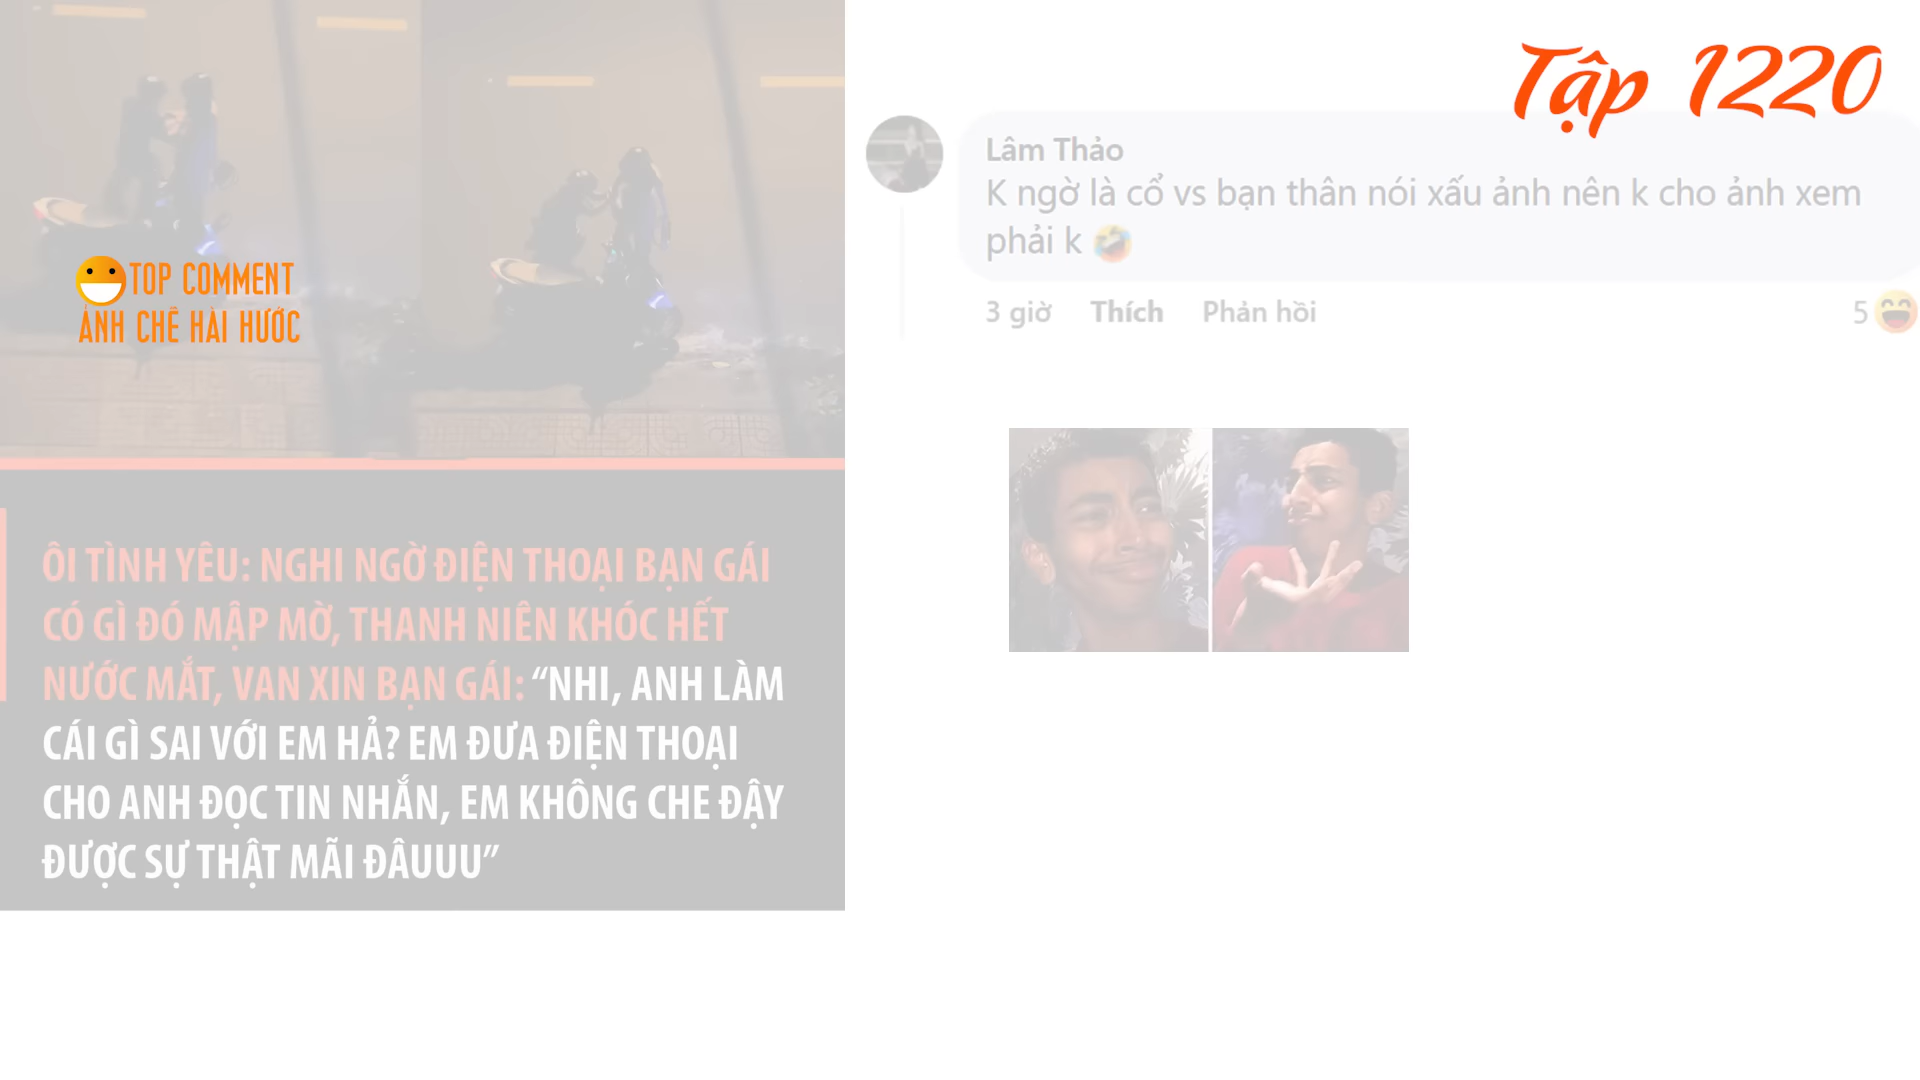 Tập 1220
TOP COMMENT
ẢNH CHẾ HÀI HƯỚC
ÔI TÌNH YÊU: NGHI NGỜ ĐIỆN THOẠI BẠN GÁI
CÓ GÌ ĐÓ MẬP MỜ, THANH NIÊN KHÓC HẾT
NƯỚC MẮT, VAN XIN BẠN GÁI: “NHI, ANH LÀM
CÁI GÌ SAI VỚI EM HẢ? EM ĐƯA ĐIỆN THOẠI
CHO ANH ĐỌC TIN NHẮN, EM KHÔNG CHE ĐẬY
ĐƯỢC SỰ THẬT MÃI ĐÂUUU”
Lâm Thảo
K ngờ là cổ vs bạn thân nói xấu ảnh nên k cho ảnh xem
phải k 🤣
3 giờ Thích Phản hồi 5 😆